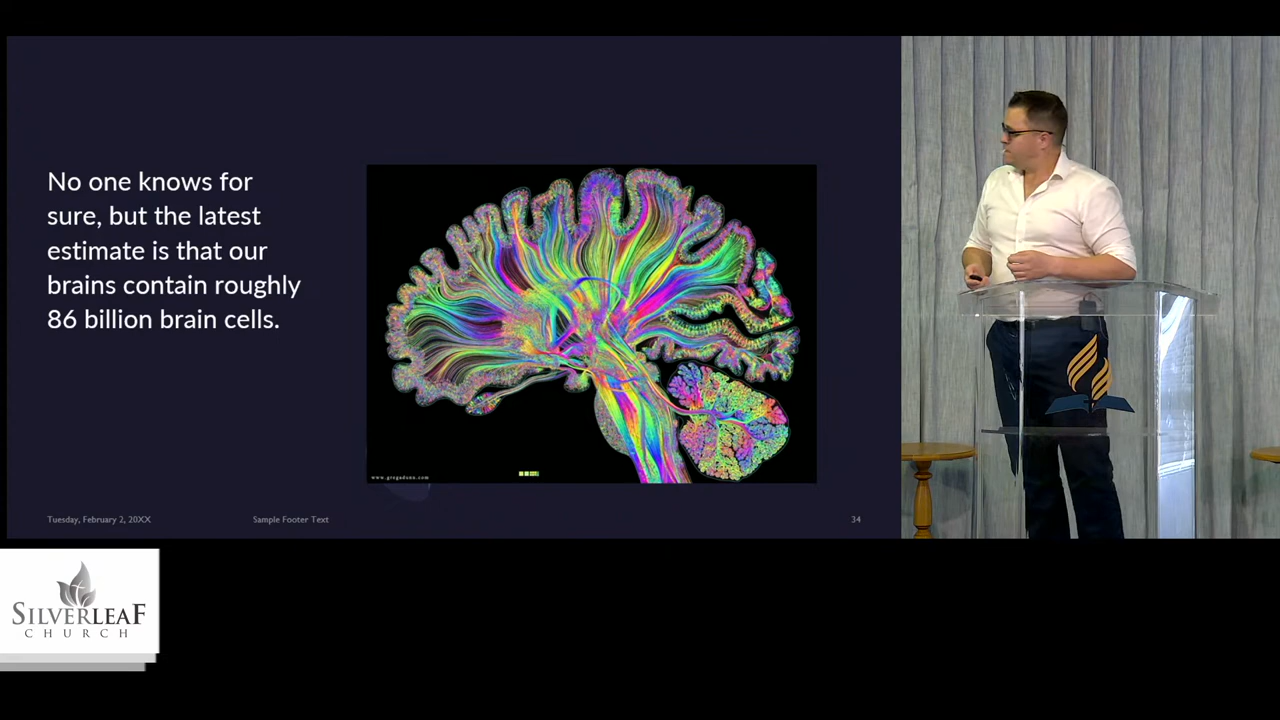 No one knows for
sure, but the latest
estimate is that our
brains contain roughly
86 billion brain cells.
www.gregadunn.com
Tuesday, February 2, 20XX
Sample Footer Text
34
SILVERLEAF
CHURCH